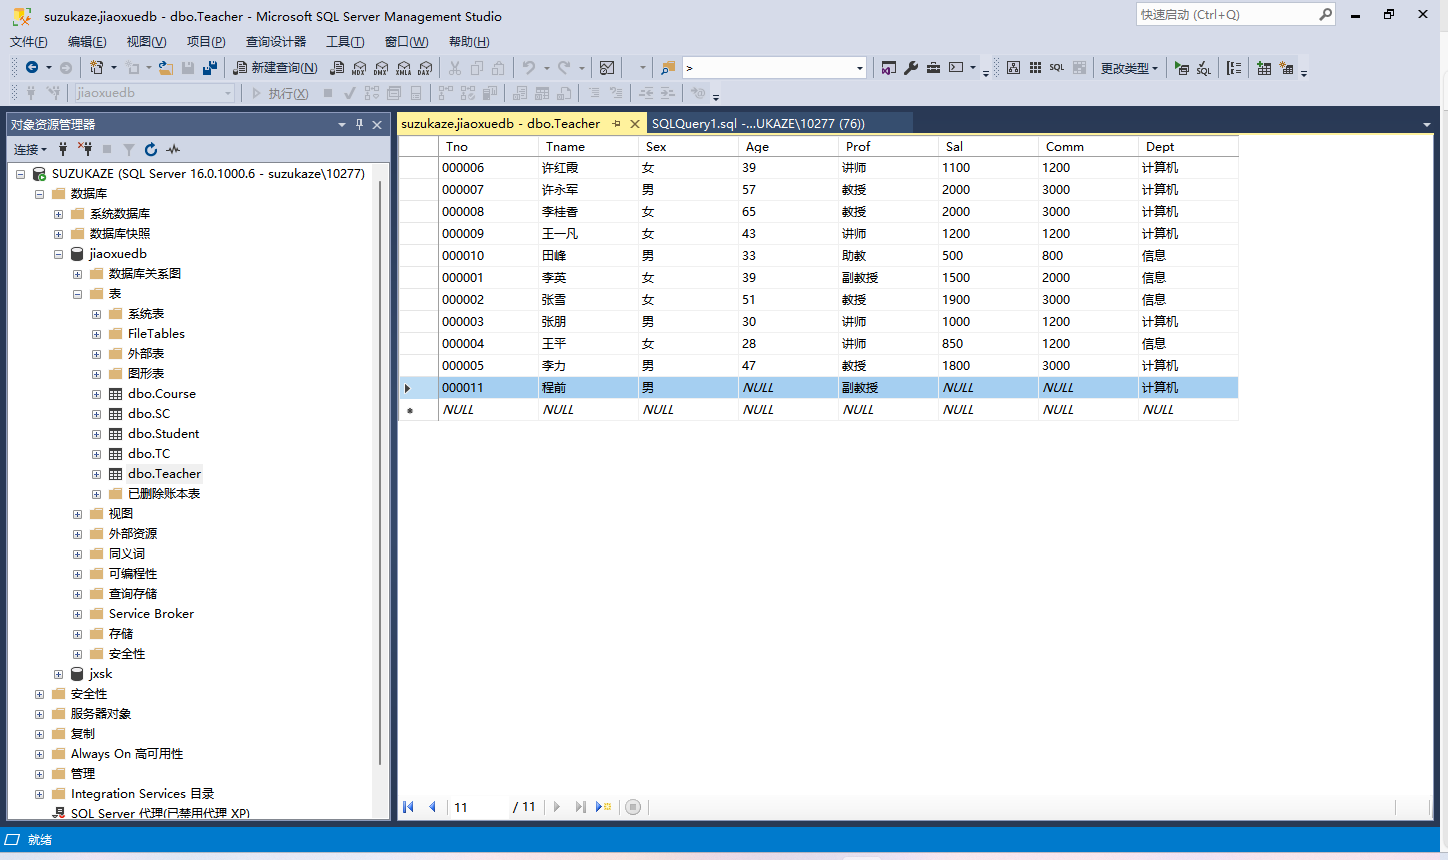 suzukaze.jiaoxuedb - dbo.Teacher - Microsoft SQL Server Management Studio
快速启动 (Ctrl+Q)
文件(F) 编辑(E) 视图(V) 项目(P) 查询设计器 工具(T) 窗口(W) 帮助(H)
新建查询(N) MDX DMX XMLA DAX > SQL 更改类型 SQL
jiaoxuedb 执行(X)
对象资源管理器
连接
SUZUKAZE (SQL Server 16.0.1000.6 - suzukaze\10277)
数据库
系统数据库
数据库快照
jiaoxuedb
数据库关系图
表
系统表
FileTables
外部表
图形表
dbo.Course
dbo.SC
dbo.Student
dbo.TC
dbo.Teacher
已删除账本表
视图
外部资源
同义词
可编程性
查询存储
Service Broker
存储
安全性
jxsk
安全性
服务器对象
复制
Always On 高可用性
管理
Integration Services 目录
SQL Server 代理(已禁用代理 XP)
suzukaze.jiaoxuedb - dbo.Teacher SQLQuery1.sql -...UKAZE\10277 (76))
Tno Tname Sex Age Prof Sal Comm Dept
000006 许红霞 女 39 讲师 1100 1200 计算机
000007 许永军 男 57 教授 2000 3000 计算机
000008 李桂香 女 65 教授 2000 3000 计算机
000009 王一凡 女 43 讲师 1200 1200 计算机
000010 田峰 男 33 助教 500 800 信息
000001 李英 女 39 副教授 1500 2000 信息
000002 张雪 女 51 教授 1900 3000 信息
000003 张朋 男 30 讲师 1000 1200 计算机
000004 王平 女 28 讲师 850 1200 信息
000005 李力 男 47 教授 1800 3000 计算机
000011 程前 男 NULL 副教授 NULL NULL 计算机
NULL NULL NULL NULL NULL NULL NULL NULL
11 / 11
就绪